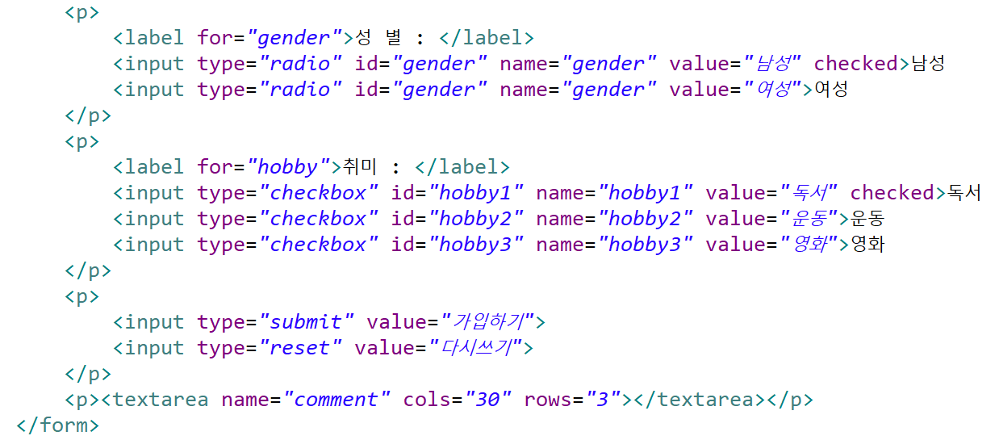 <p>
<label for="gender">성 별 : </label>
<input type="radio" id="gender" name="gender" value="남성" checked>남성
<input type="radio" id="gender" name="gender" value="여성">여성
</p>
<p>
<label for="hobby">취미 : </label>
<input type="checkbox" id="hobby1" name="hobby1" value="독서" checked>독서
<input type="checkbox" id="hobby2" name="hobby2" value="운동">운동
<input type="checkbox" id="hobby3" name="hobby3" value="영화">영화
</p>
<p>
<input type="submit" value="가입하기">
<input type="reset" value="다시쓰기">
</p>
<p><textarea name="comment" cols="30" rows="3"></textarea></p>
</form>